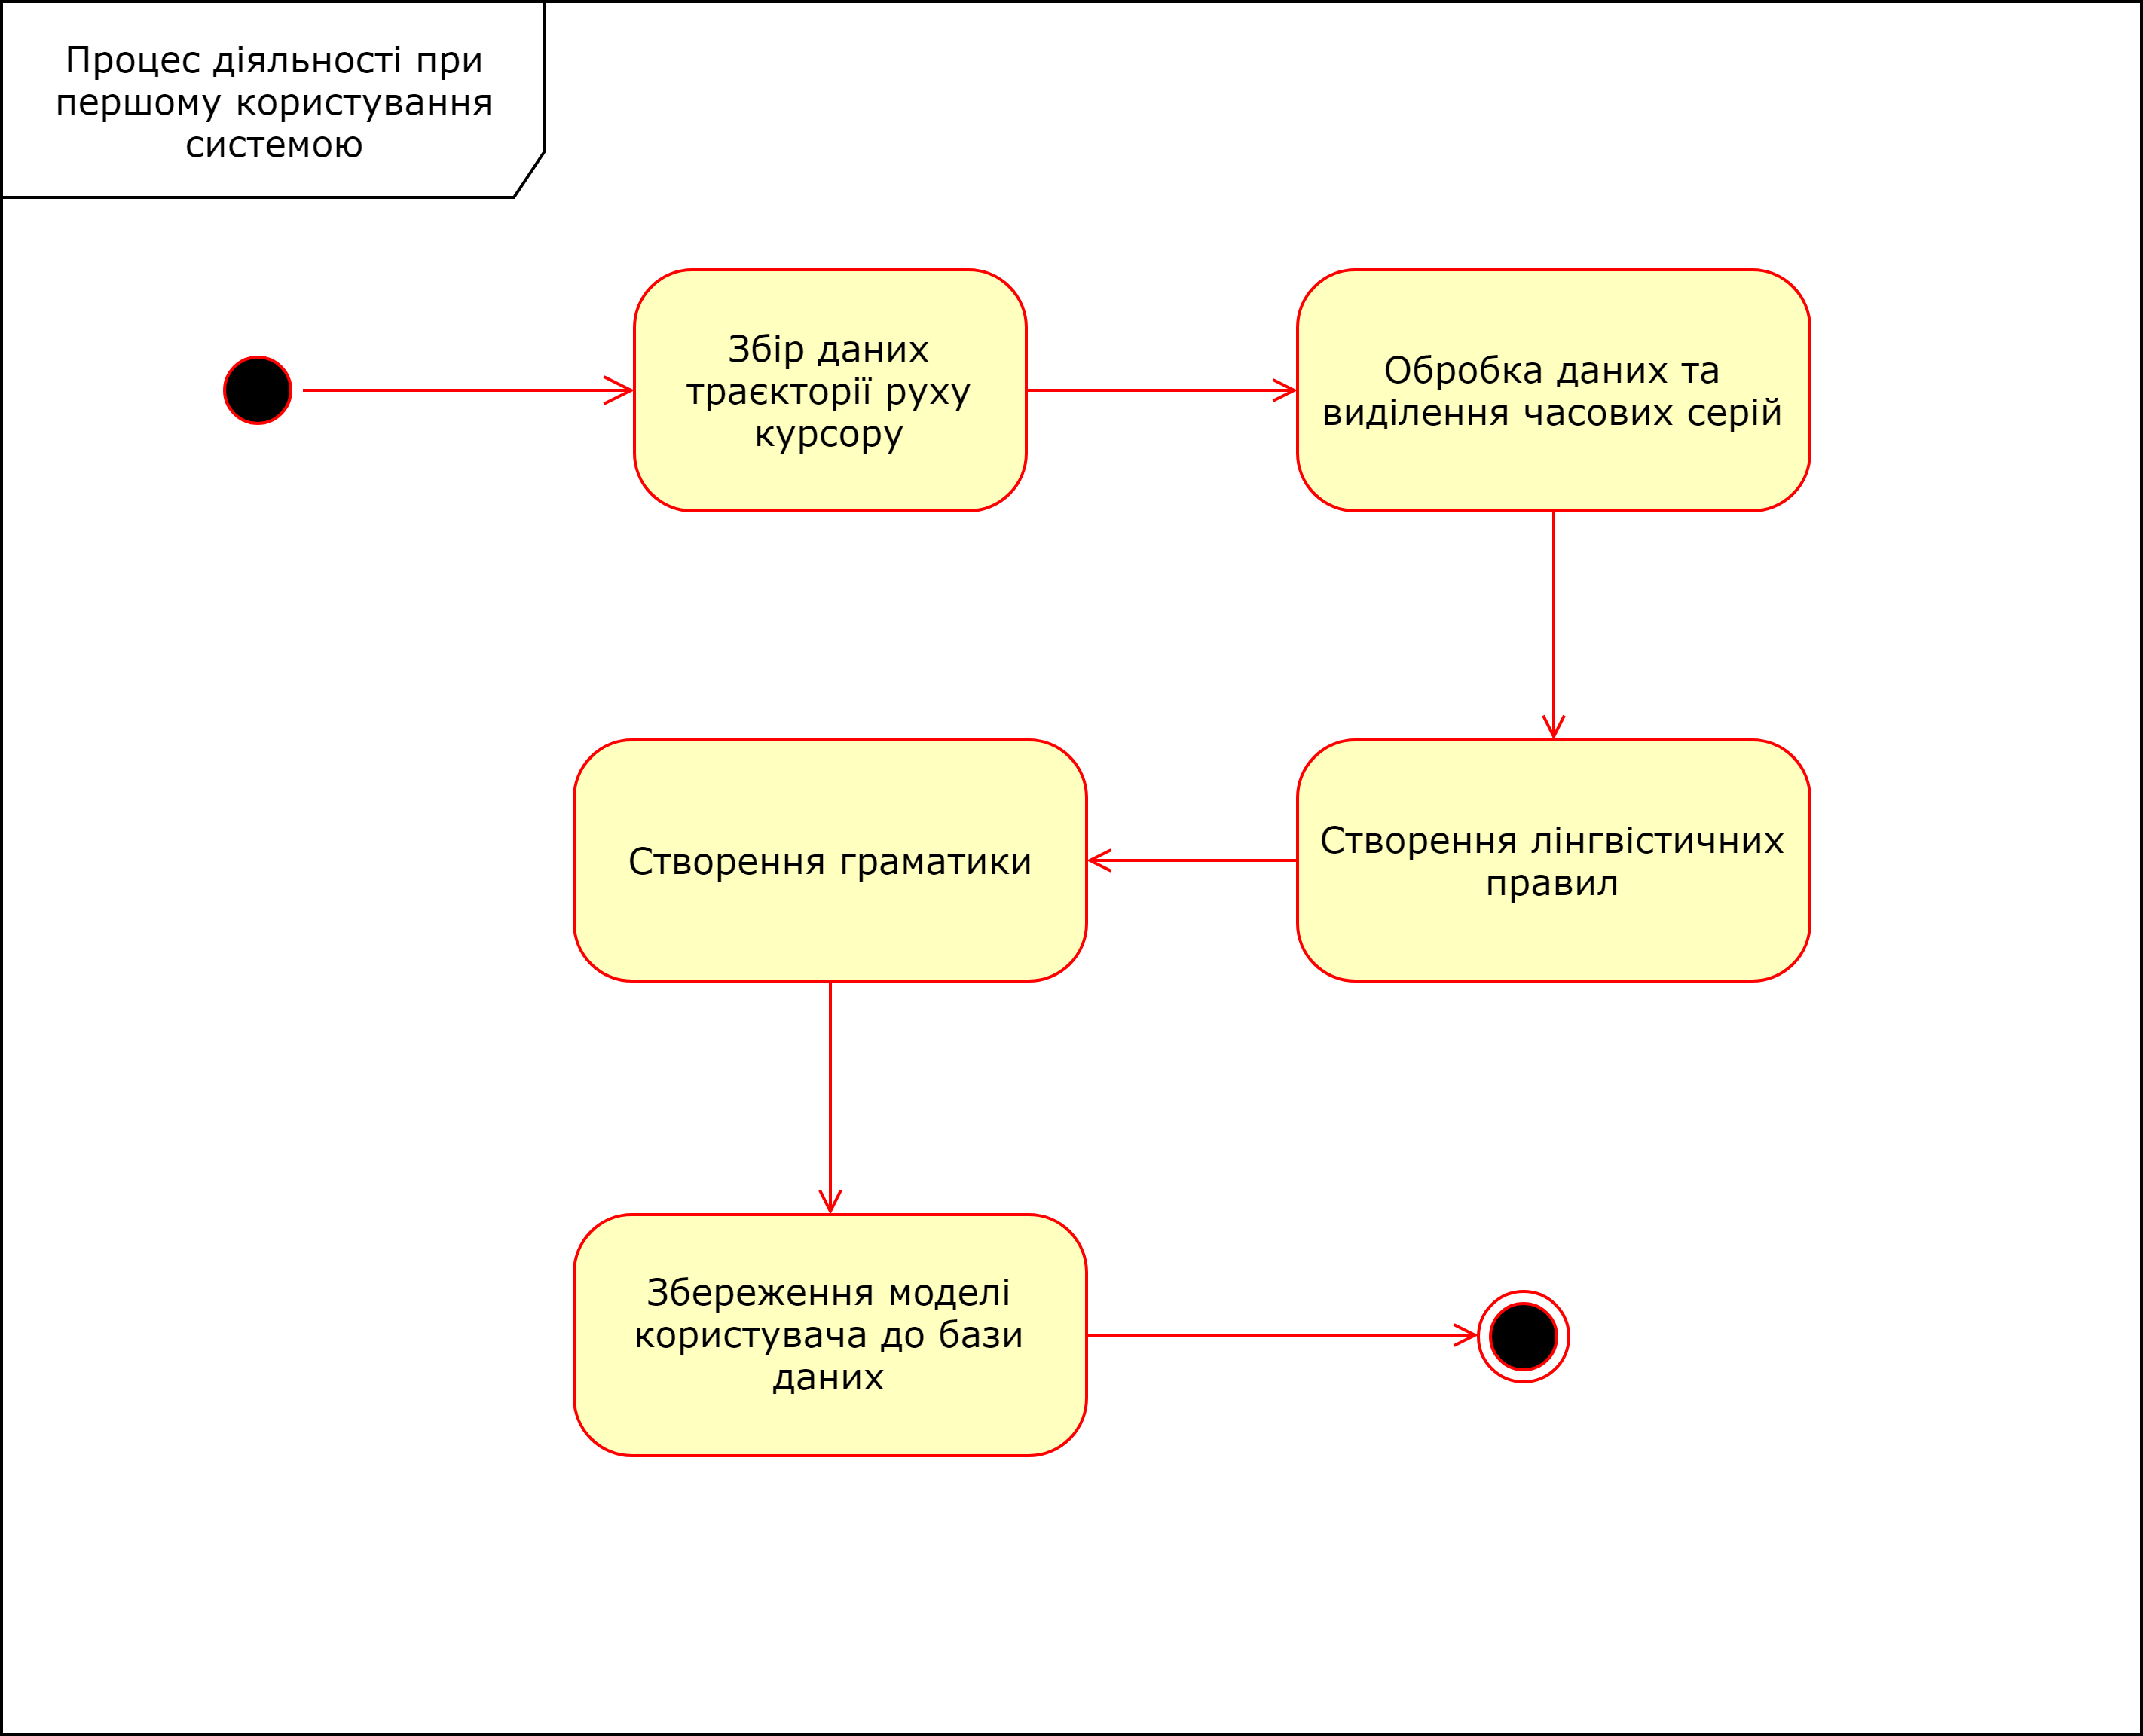 Процес діяльності при
першому користування
системою
Збір даних
траєкторії руху
курсору
Обробка даних та
виділення часових серій
Створення лінгвістичних
правил
Створення граматики
Збереження моделі
користувача до бази
даних